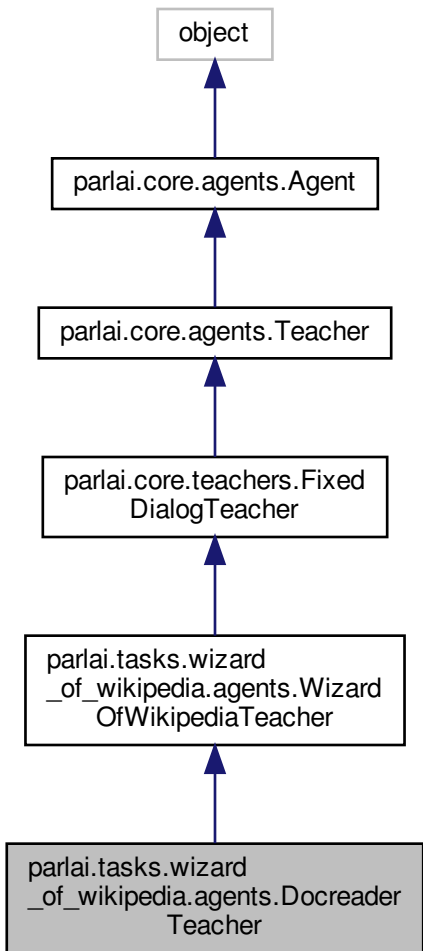 object
parlai.core.agents.Agent
parlai.core.agents.Teacher
parlai.core.teachers.Fixed
DialogTeacher
parlai.tasks.wizard
_of_wikipedia.agents.Wizard
OfWikipediaTeacher
parlai.tasks.wizard
_of_wikipedia.agents.Docreader
Teacher